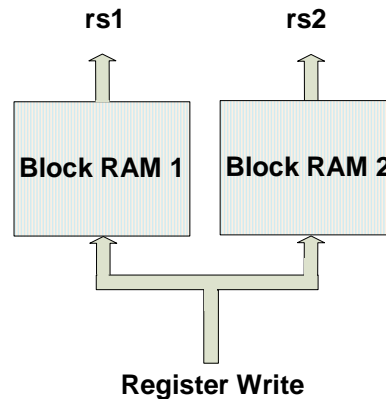 rs1 rs2
Block RAM 1 Block RAM 2
Register Write